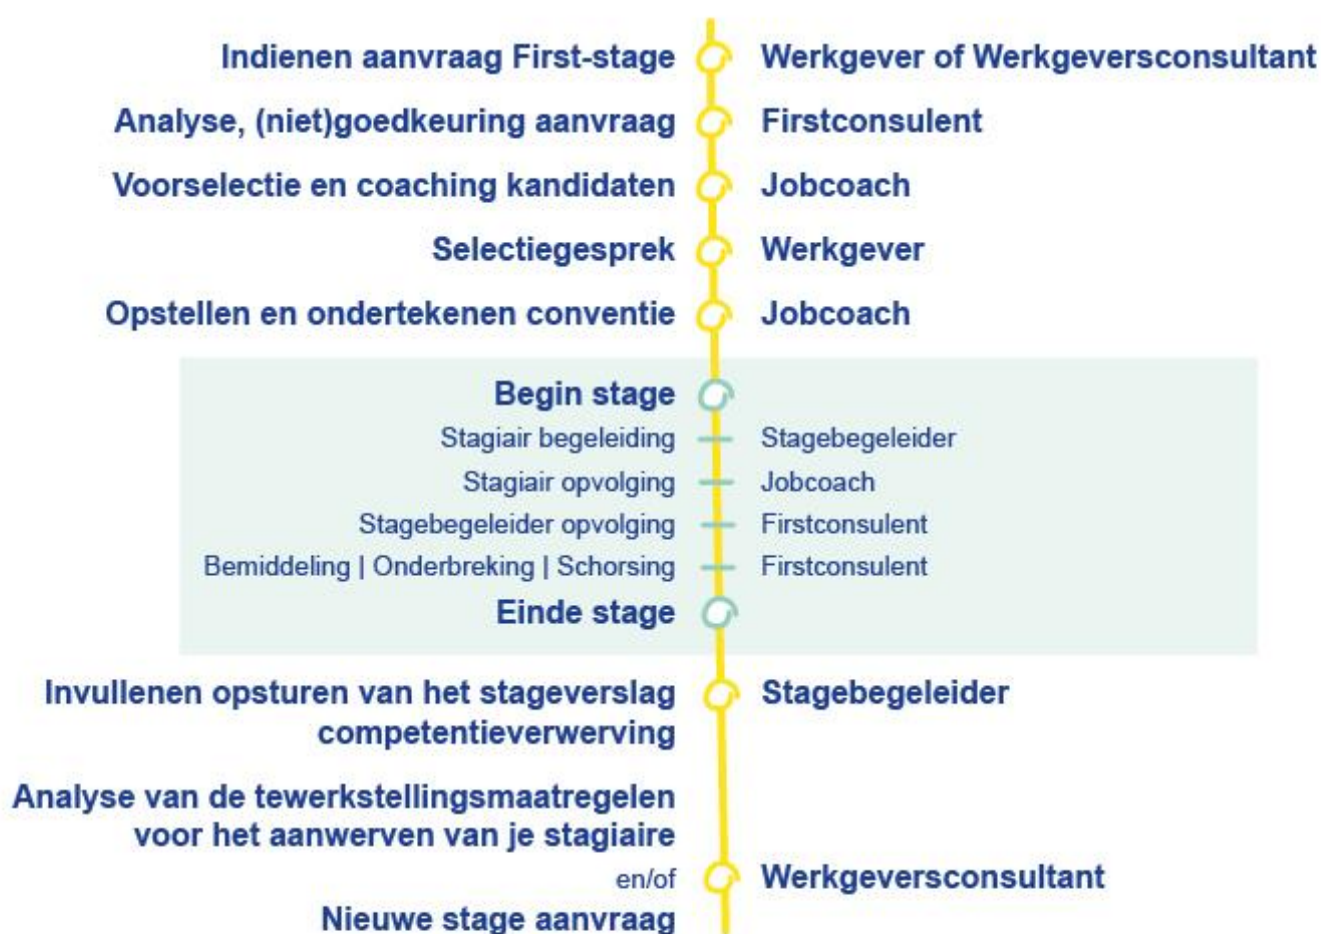 Indienen aanvraag First-stage Werkgever of Werkgeversconsultant
Analyse, (niet)goedkeuring aanvraag Firstconsulent
Voorselectie en coaching kandidaten Jobcoach
Selectiegesprek Werkgever
Opstellen en ondertekenen conventie Jobcoach
Begin stage
Stagiair begeleiding Stagebegeleider
Stagiair opvolging Jobcoach
Stagebegeleider opvolging Firstconsulent
Bemiddeling | Onderbreking | Schorsing Firstconsulent
Einde stage
Invullenen opsturen van het stageverslag Stagebegeleider
competentieverwerving
Analyse van de tewerkstellingsmaatregelen
voor het aanwerven van je stagiaire
en/of Werkgeversconsultant
Nieuwe stage aanvraag